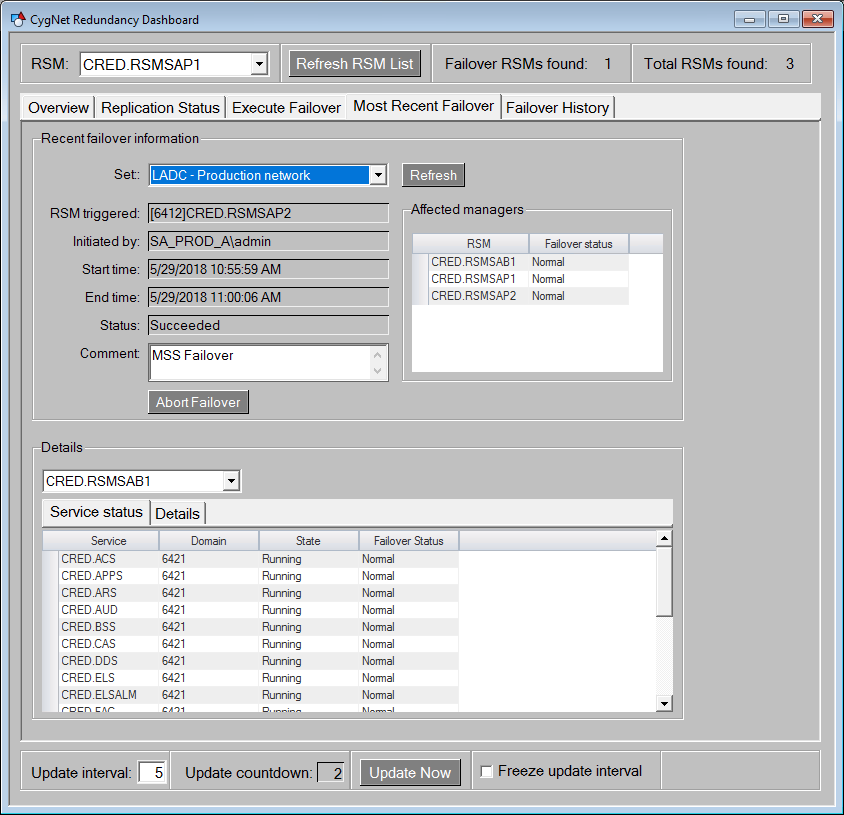 CygNet Redundancy Dashboard
RSM: CRED.RSMSAP1 Refresh RSM List Failover RSMs found: 1 Total RSMs found: 3
Overview Replication Status Execute Failover Most Recent Failover Failover History
Recent failover information
Set: LADC - Production network Refresh
RSM triggered: [6412]CRED.RSMSAP2
Initiated by: SA_PROD_A\admin
Start time: 5/29/2018 10:55:59 AM
End time: 5/29/2018 11:00:06 AM
Status: Succeeded
Comment: MSS Failover
Abort Failover
Affected managers
RSM Failover status
CRED.RSMSAB1 Normal
CRED.RSMSAP1 Normal
CRED.RSMSAP2 Normal
Details
CRED.RSMSAB1
Service status Details
Service Domain State Failover Status
CRED.ACS 6421 Running Normal
CRED.APPS 6421 Running Normal
CRED.ARS 6421 Running Normal
CRED.AUD 6421 Running Normal
CRED.BSS 6421 Running Normal
CRED.CAS 6421 Running Normal
CRED.DDS 6421 Running Normal
CRED.ELS 6421 Running Normal
CRED.ELSALM 6421 Running Normal
CRED.FAC 6421 Running Normal
Update interval: 5 Update countdown: 2 Update Now Freeze update interval